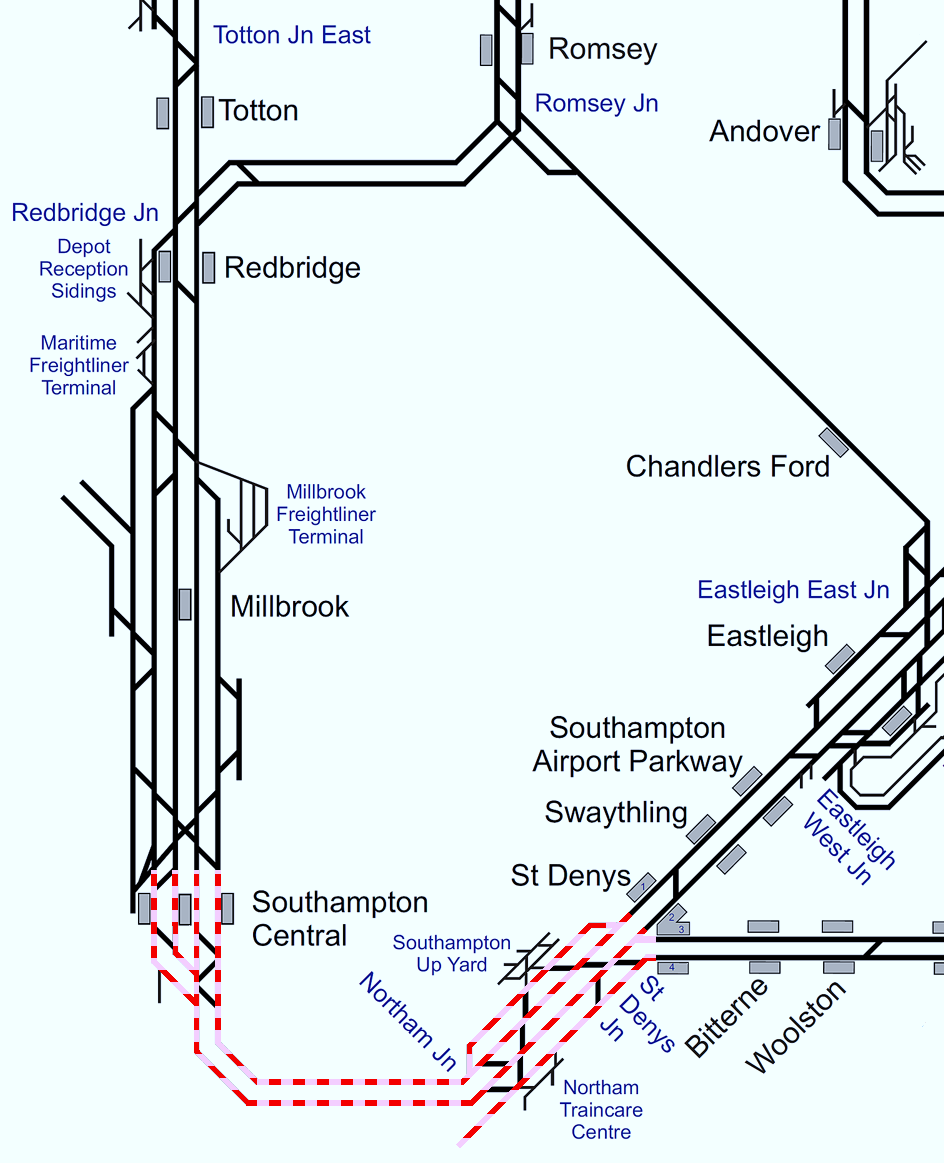 Totton Jn East
Romsey
Totton
Romsey Jn
Andover
Redbridge Jn
Depot
Reception
Sidings
Redbridge
Maritime
Freightliner
Terminal
Chandlers Ford
Millbrook
Freightliner
Terminal
Eastleigh East Jn
Millbrook
Eastleigh
Southampton
Airport Parkway
Swaythling
Eastleigh
West Jn
St Denys
1
2
3
4
Southampton
Central
Southampton
Up Yard
Northam Jn
St
Denys
Jn
Bitterne
Woolston
Northam
Traincare
Centre